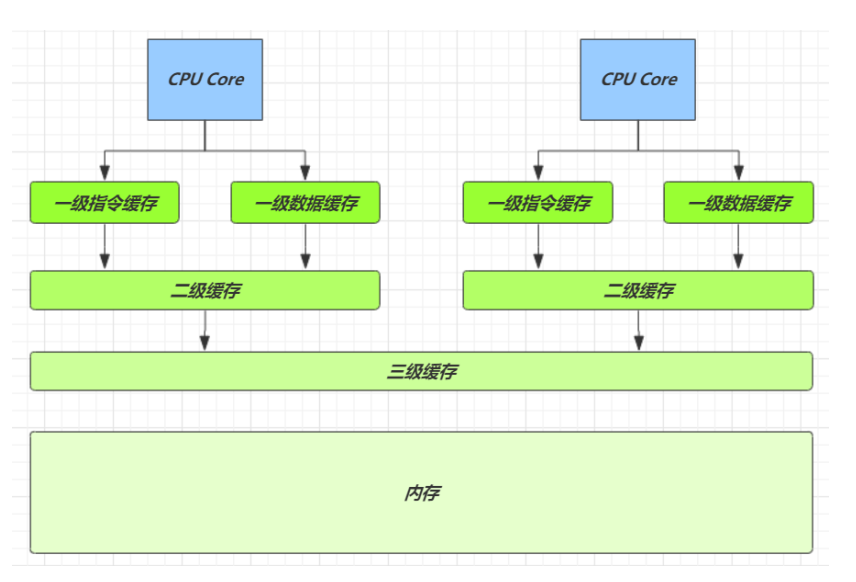 CPU Core
CPU Core
一级指令缓存
一级数据缓存
一级指令缓存
一级数据缓存
二级缓存
二级缓存
三级缓存
内存